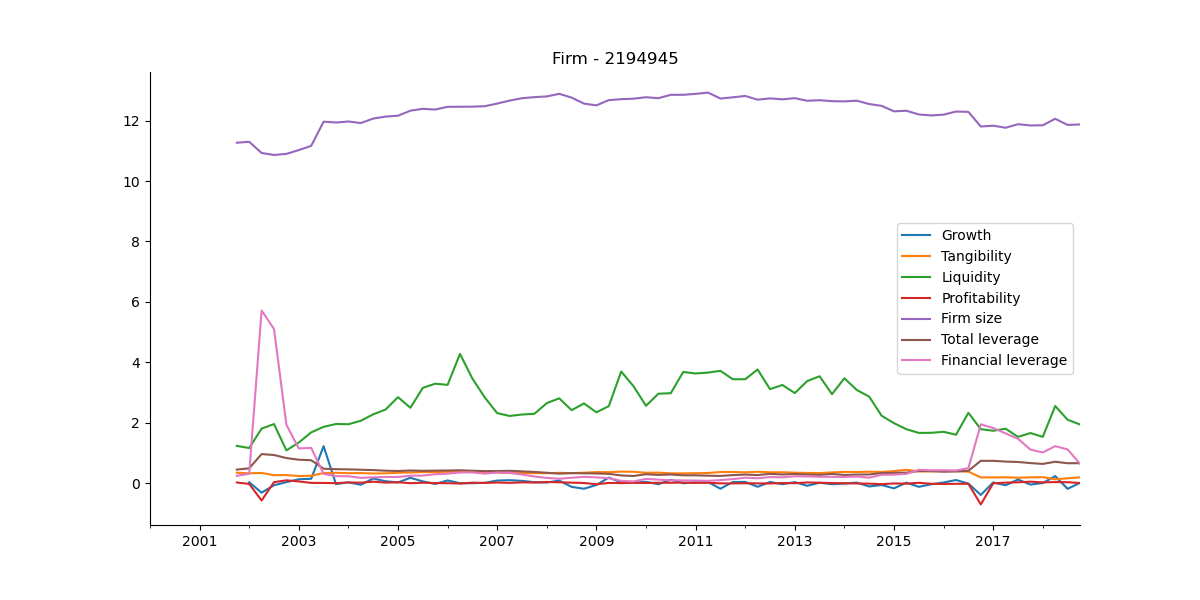 Firm - 2194945
12
10
8
6
4
2
0
Growth
Tangibility
Liquidity
Profitability
Firm size
Total leverage
Financial leverage
2001 2003 2005 2007 2009 2011 2013 2015 2017